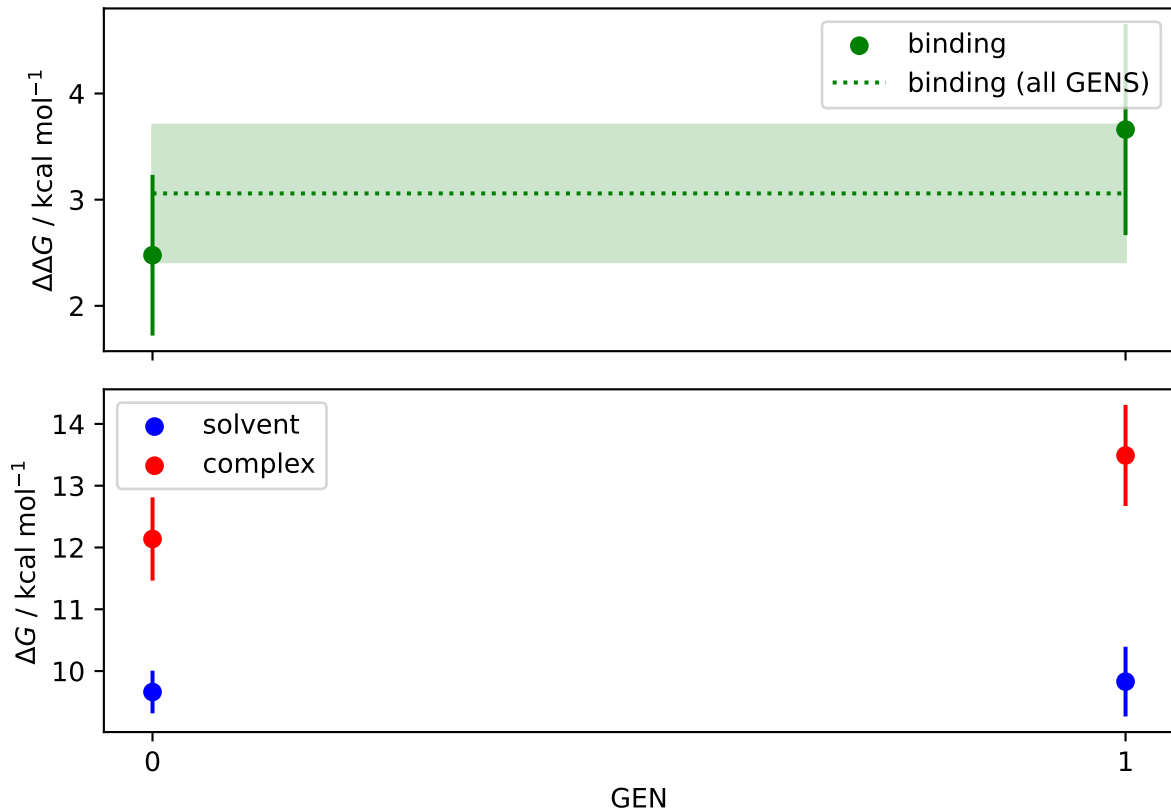 binding
binding (all GENS)
ΔΔG / kcal mol⁻¹
4
3
2
solvent
complex
ΔG / kcal mol⁻¹
14
13
12
11
10
0 1
GEN